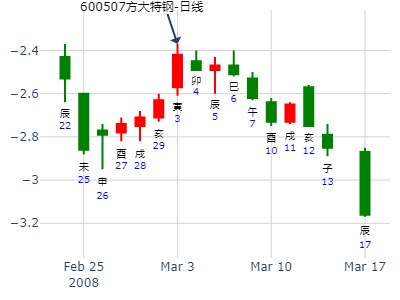 600507方大特钢-日线
−2.4
−2.6
−2.8
−3
−3.2
辰
22
未
25
申
26
酉
27
戌
28
亥
29
寅
3
卯
4
辰
5
巳
6
午
7
酉
10
戌
11
亥
12
子
13
辰
17
Feb 25
2008
Mar 3
Mar 10
Mar 17